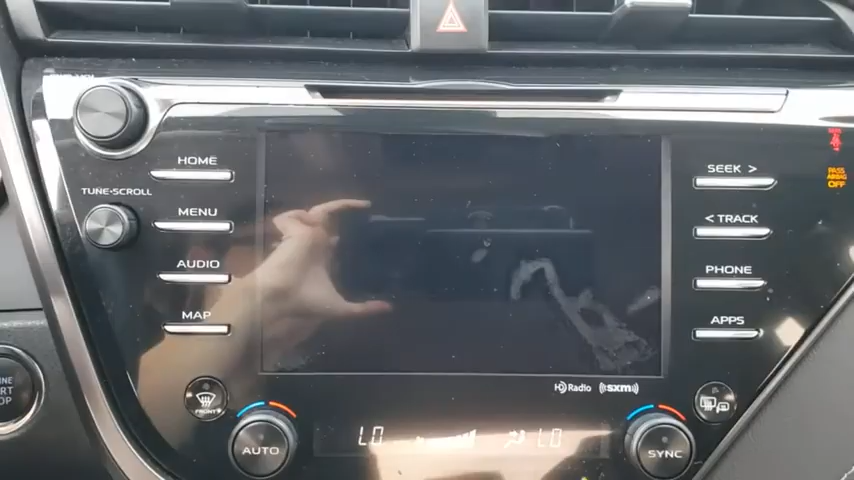 HOME
SEEK >
PASS
AIRBAG
OFF
TUNE•SCROLL
MENU
< TRACK
AUDIO
PHONE
MAP
APPS
START
HD Radio
((SXM))
FRONT
LO
LO
AUTO
SYNC